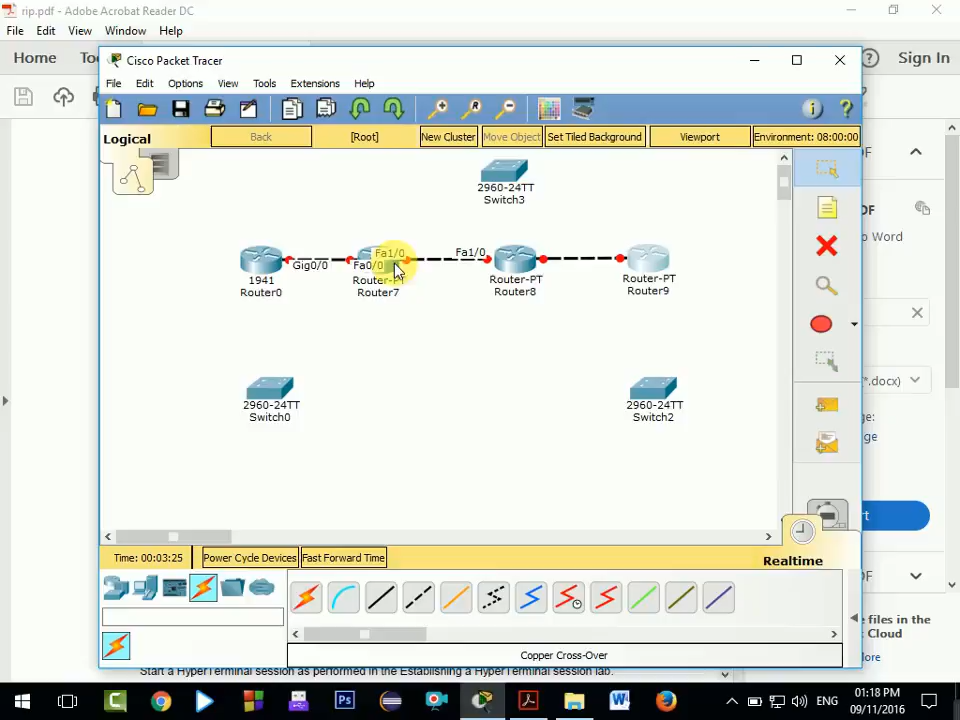 rip.pdf - Adobe Acrobat Reader DC
File Edit View Window Help
Home
Sign In
Cisco Packet Tracer
File Edit Options View Tools Extensions Help
Logical
Back
[Root]
New Cluster
Move Object
Set Tiled Background
Viewport
Environment: 08:00:00
2960-24TT
Switch3
Fa1/0
Fa1/0
Gig0/0
Fa0/0
1941
Router0
Router-PT
Router7
Router-PT
Router8
Router-PT
Router9
2960-24TT
Switch0
2960-24TT
Switch2
Word
*.docx)
Time: 00:03:25
Power Cycle Devices
Fast Forward Time
Realtime
Copper Cross-Over
e files in the
Cloud
Start a HyperTerminal session as performed in the Establishing a HyperTerminal session lab.
ENG
01:18 PM
09/11/2016